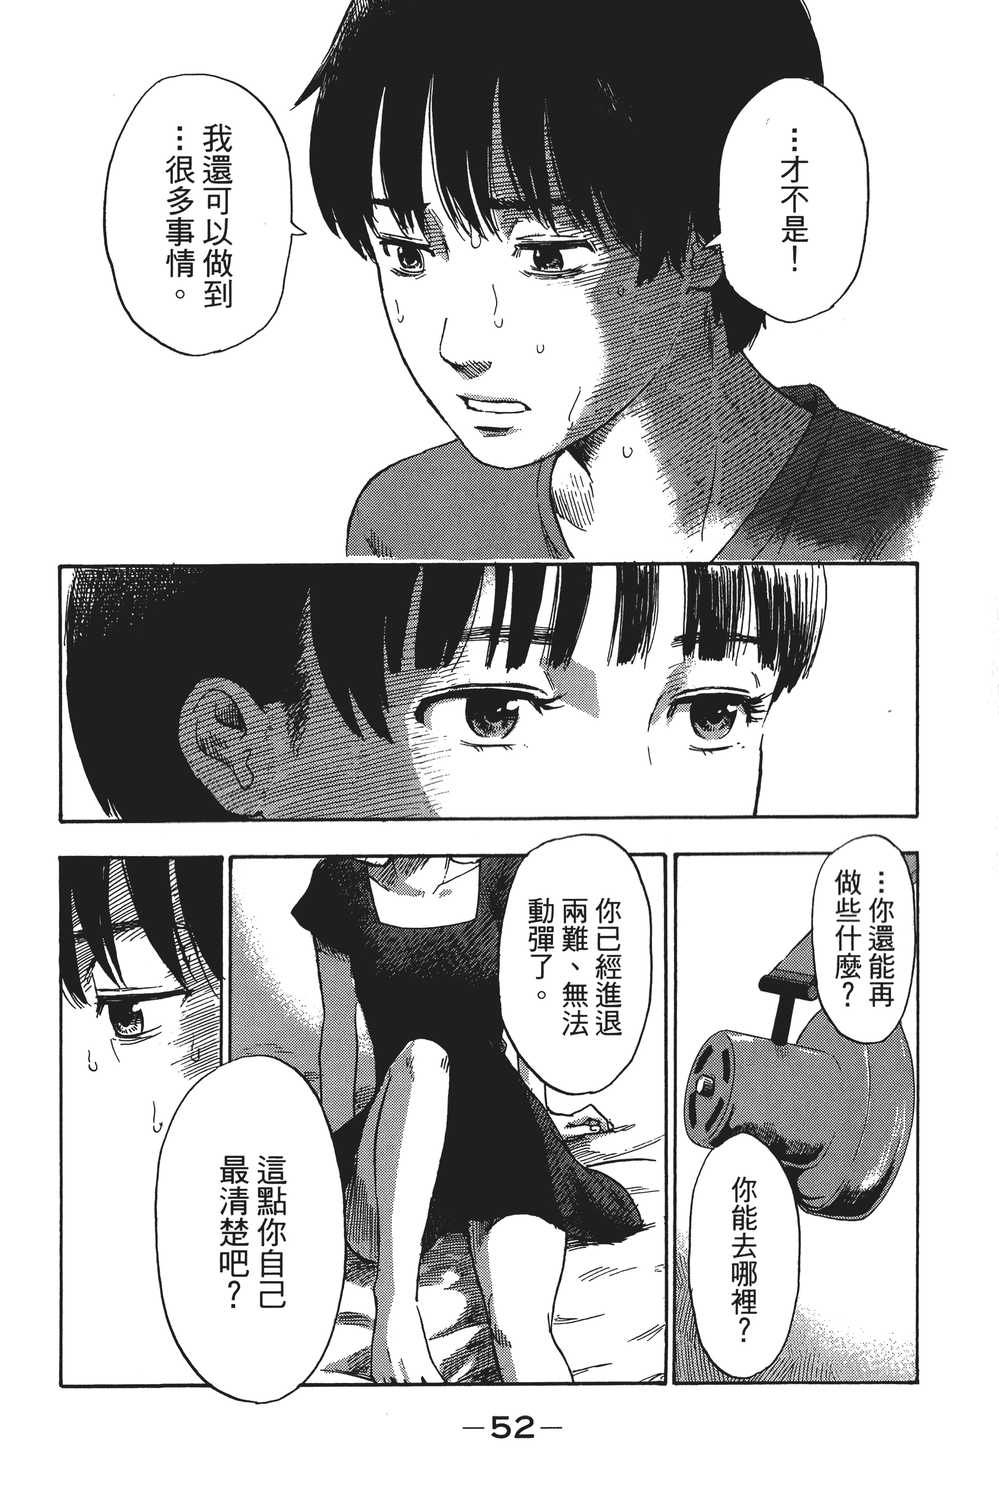 …才不是！
我還可以做到
…很多事情。
…你還能再
做些什麼？
你能去哪裡？
你已經進退
兩難、無法
動彈了。
這點你自己
最清楚吧？
—52—